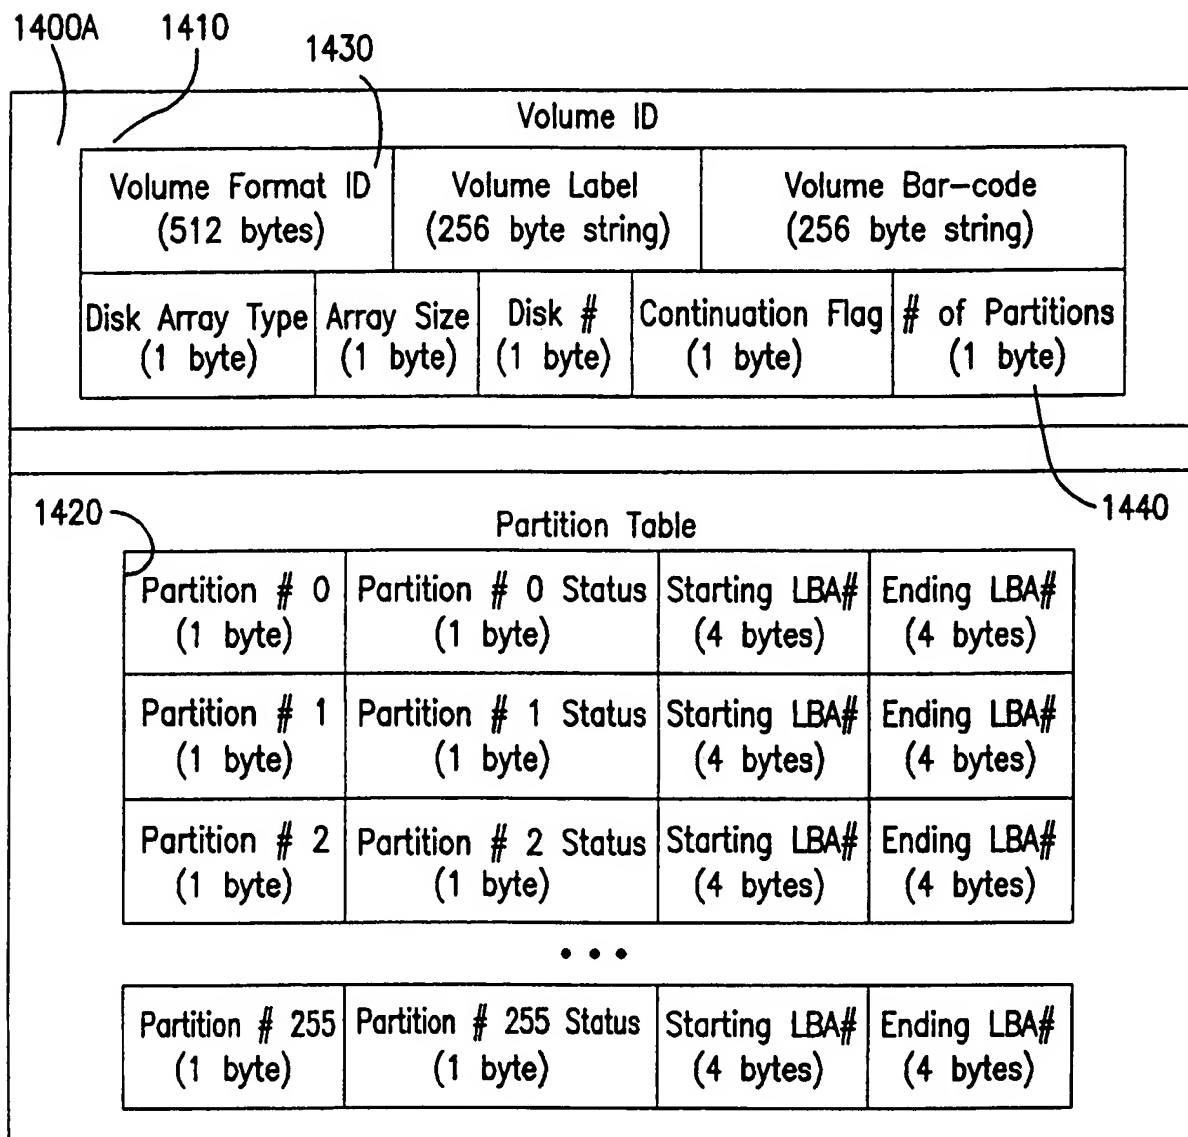 1400A
1410
1430
Volume ID
Volume Format ID
(512 bytes)
Volume Label
(256 byte string)
Volume Bar-code
(256 byte string)
Disk Array Type
(1 byte)
Array Size
(1 byte)
Disk #
(1 byte)
Continuation Flag
(1 byte)
# of Partitions
(1 byte)
1440
1420
Partition Table
Partition # 0
(1 byte)
Partition # 0 Status
(1 byte)
Starting LBA#
(4 bytes)
Ending LBA#
(4 bytes)
Partition # 1
(1 byte)
Partition # 1 Status
(1 byte)
Starting LBA#
(4 bytes)
Ending LBA#
(4 bytes)
Partition # 2
(1 byte)
Partition # 2 Status
(1 byte)
Starting LBA#
(4 bytes)
Ending LBA#
(4 bytes)
• • •
Partition # 255
(1 byte)
Partition # 255 Status
(1 byte)
Starting LBA#
(4 bytes)
Ending LBA#
(4 bytes)